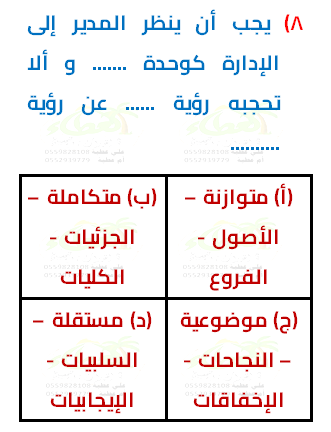 ٨) يجب أن ينظر المدير إلى
الإدارة كوحدة ....... و ألا
تحجبه رؤية ...... عن رؤية
..........
(أ) متوازنة –
الأصول -
الفروع
(ب) متكاملة –
الجزئيات -
الكليات
(ج) موضوعية
– النجاحات -
الإخفاقات
(د) مستقلة –
السلبيات -
الإيجابيات